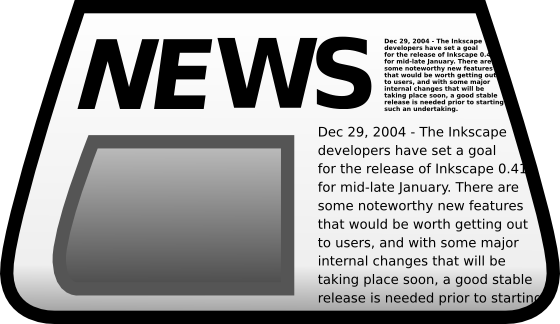 NEWS
Dec 29, 2004 - The Inkscape
developers have set a goal
for the release of Inkscape 0.4
for mid-late January. There are
some noteworthy new features
that would be worth getting out
to users, and with some major
internal changes that will be
taking place soon, a good stable
release is needed prior to starting
such an undertaking.
Dec 29, 2004 - The Inkscape
developers have set a goal
for the release of Inkscape 0.41
for mid-late January. There are
some noteworthy new features
that would be worth getting out
to users, and with some major
internal changes that will be
taking place soon, a good stable
release is needed prior to starting